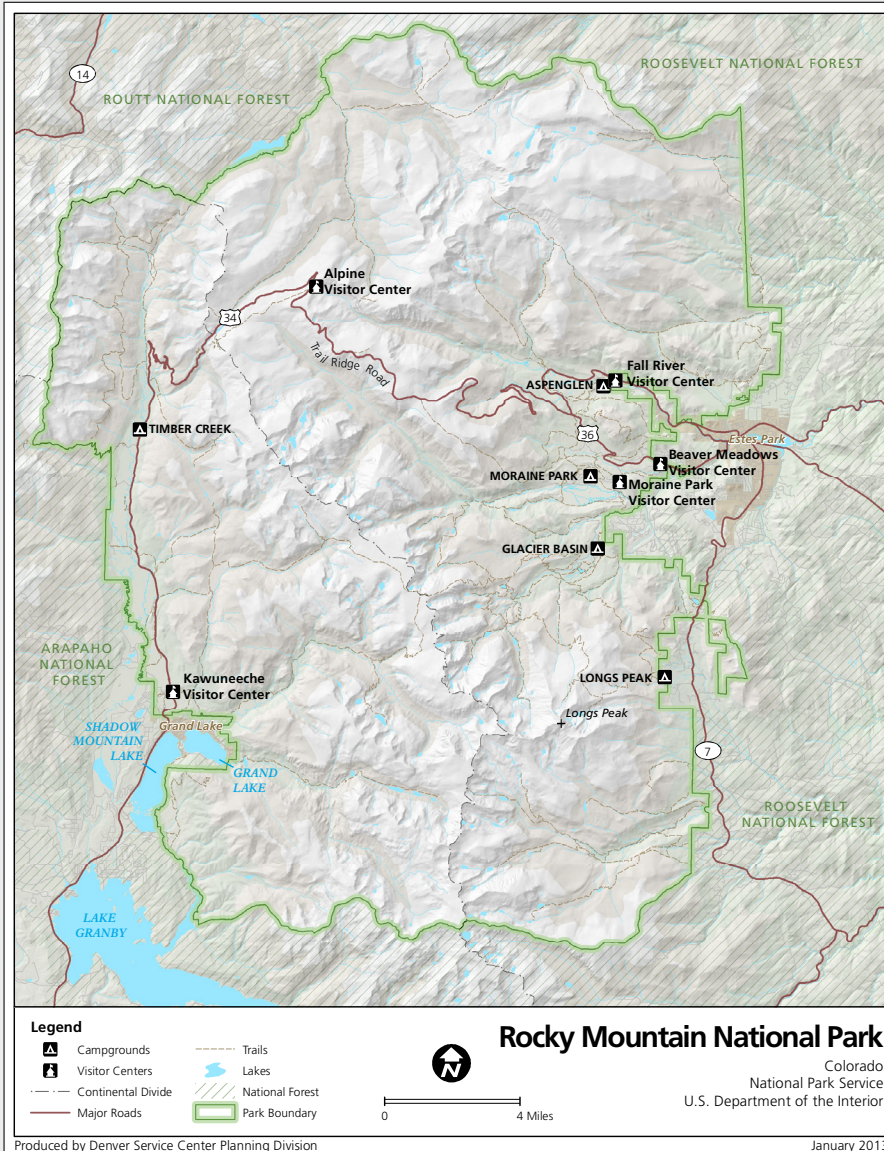 14
ROUTT NATIONAL FOREST
ROOSEVELT NATIONAL FOREST
Alpine
Visitor Center
34
Trail Ridge Road
Fall River
Visitor Center
ASPENGLEN
TIMBER CREEK
36
Estes Park
Beaver Meadows
Visitor Center
MORAINE PARK
Moraine Park
Visitor Center
GLACIER BASIN
ARAPAHO
NATIONAL
FOREST
Kawuneeche
Visitor Center
LONGS PEAK
Longs Peak
Grand Lake
SHADOW
MOUNTAIN
LAKE
GRAND
LAKE
7
ROOSEVELT
NATIONAL FOREST
LAKE
GRANBY
Legend
Campgrounds
Visitor Centers
Continental Divide
Major Roads
Trails
Lakes
National Forest
Park Boundary
N
0 4 Miles
Rocky Mountain National Park
Colorado
National Park Service
U.S. Department of the Interior
Produced by Denver Service Center Planning Division
January 2013